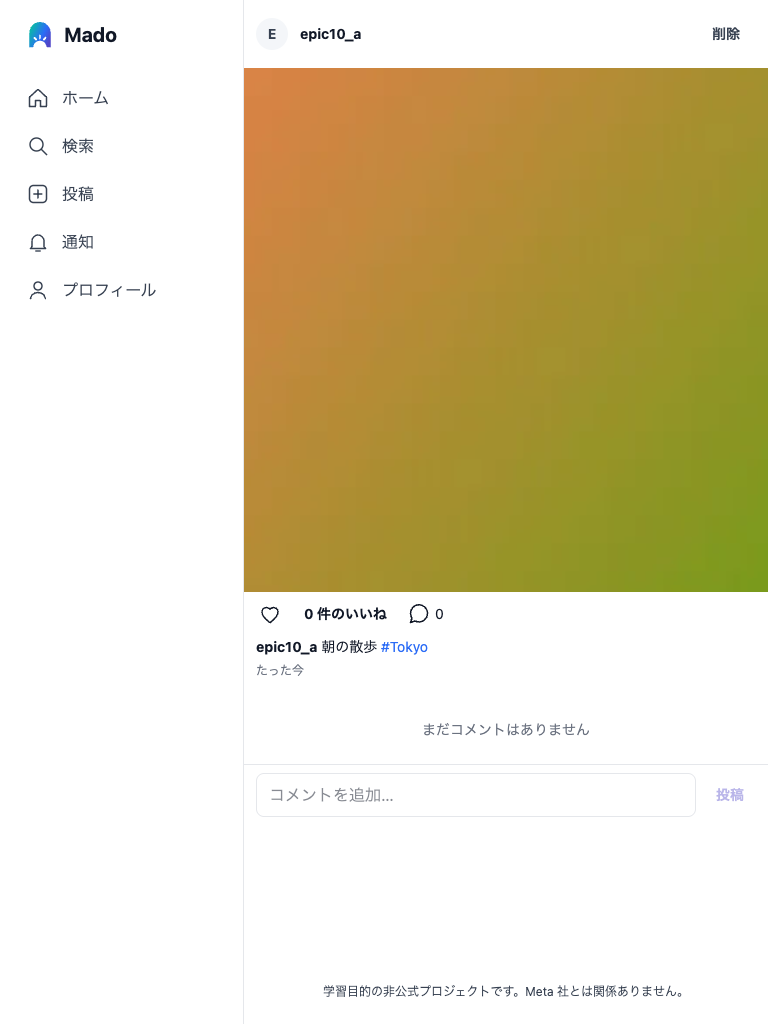 Mado
ホーム
検索
投稿
通知
プロフィール
E
epic10_a
削除
0 件のいいね
0
epic10_a 朝の散歩 #Tokyo
たった今
まだコメントはありません
コメントを追加...
投稿
学習目的の非公式プロジェクトです。Meta 社とは関係ありません。